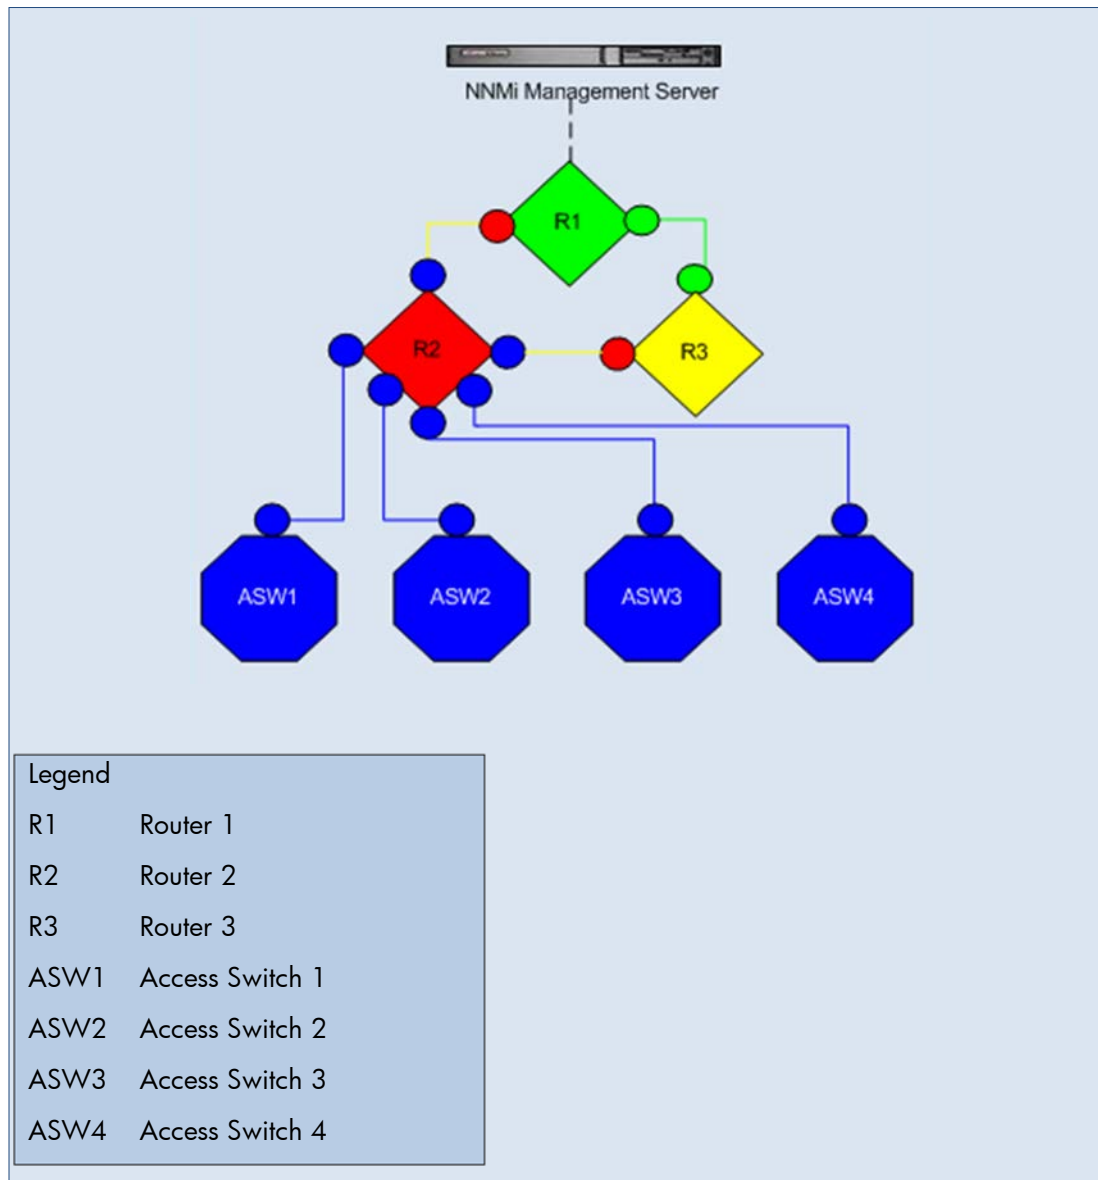 NNMi Management Server
R1
R2
R3
ASW1
ASW2
ASW3
ASW4
Legend
R1 Router 1
R2 Router 2
R3 Router 3
ASW1 Access Switch 1
ASW2 Access Switch 2
ASW3 Access Switch 3
ASW4 Access Switch 4